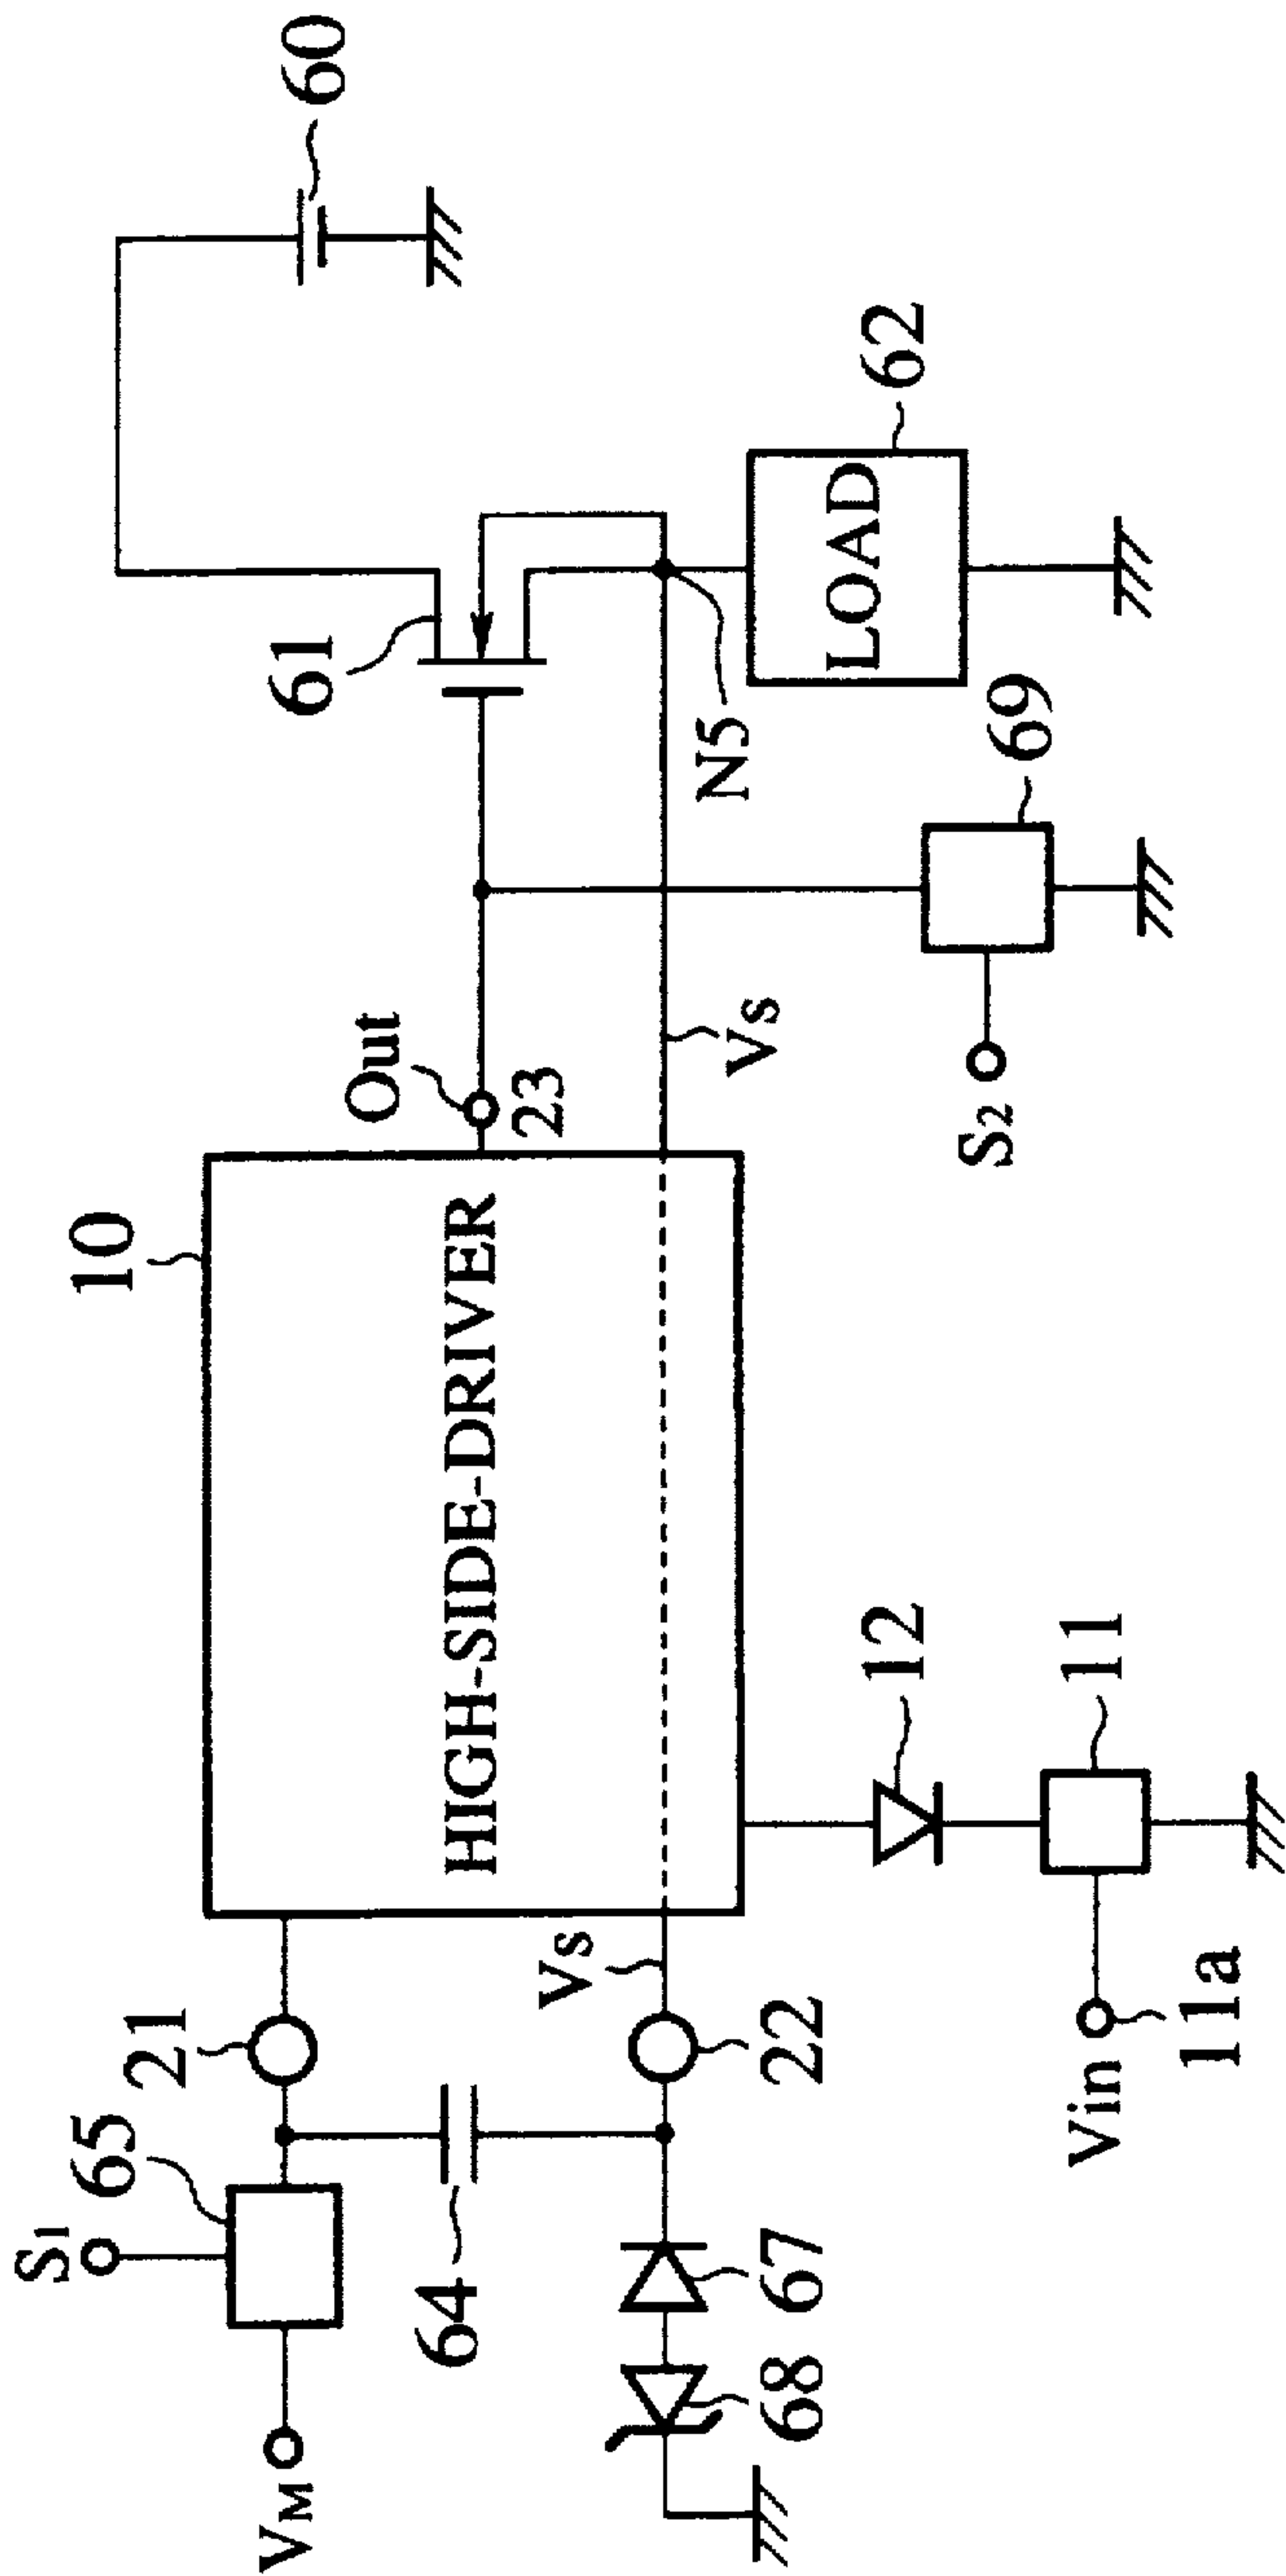 60
10
61
Out
23
HIGH-SIDE-DRIVER
LOAD
62
N5
69
Vs
S2
S1
65
21
VM
64
Vs
22
67
68
12
11
Vin
11a